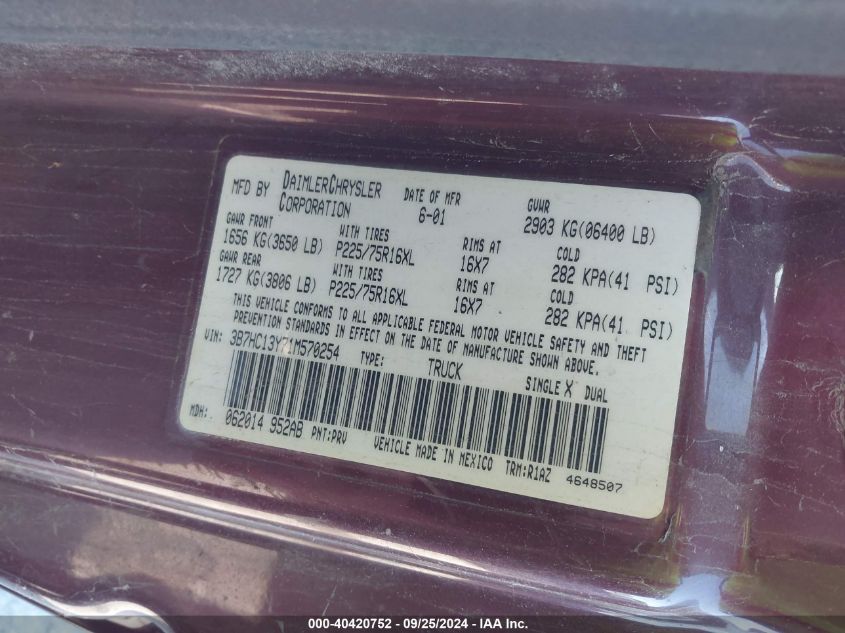 MFD BY DAIMLERCHRYSLER CORPORATION DATE OF MFR 6-01 GVWR 2903 KG(06400 LB)
GAWR FRONT WITH TIRES RIMS AT COLD
1656 KG(3650 LB) P225/75R16XL 16X7 282 KPA(41 PSI)
GAWR REAR WITH TIRES RIMS AT COLD
1727 KG(3806 LB) P225/75R16XL 16X7 282 KPA(41 PSI)
THIS VEHICLE CONFORMS TO ALL APPLICABLE FEDERAL MOTOR VEHICLE SAFETY AND THEFT
PREVENTION STANDARDS IN EFFECT ON THE DATE OF MANUFACTURE SHOWN ABOVE.
VIN: 3B7HC13Y71M570254 TYPE: TRUCK SINGLE X DUAL
MDH: 062014 952AB PNT:PRV VEHICLE MADE IN MEXICO TRM:R1AZ 4648507
000-40420752 - 09/25/2024 - IAA Inc.